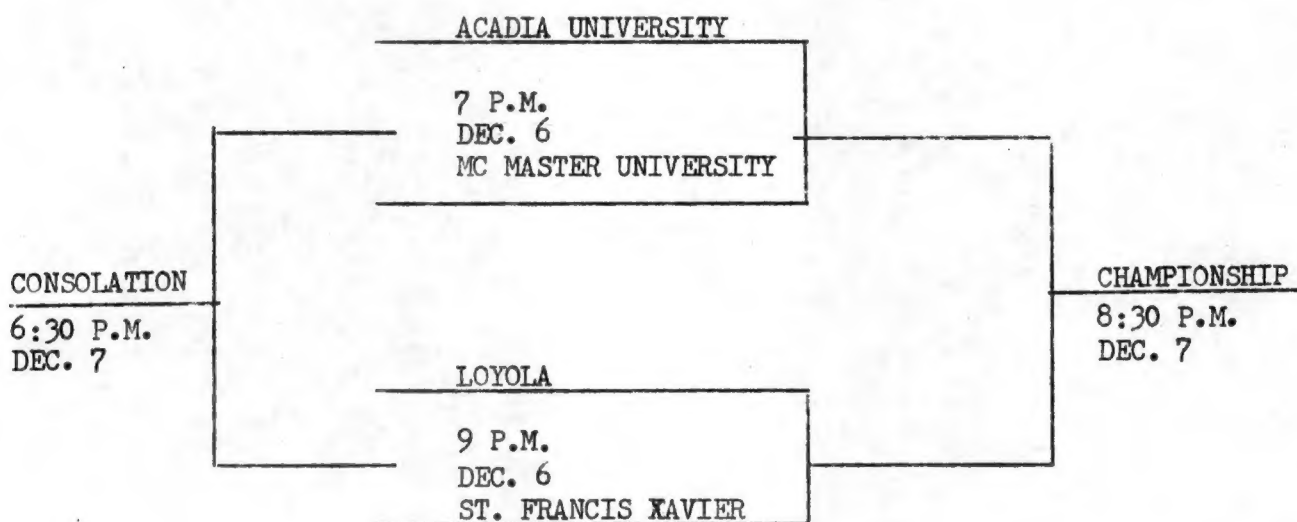 ACADIA UNIVERSITY
7 P.M.
DEC. 6
MC MASTER UNIVERSITY
CONSOLATION
6:30 P.M.
DEC. 7
CHAMPIONSHIP
8:30 P.M.
DEC. 7
LOYOLA
9 P.M.
DEC. 6
ST. FRANCIS XAVIER